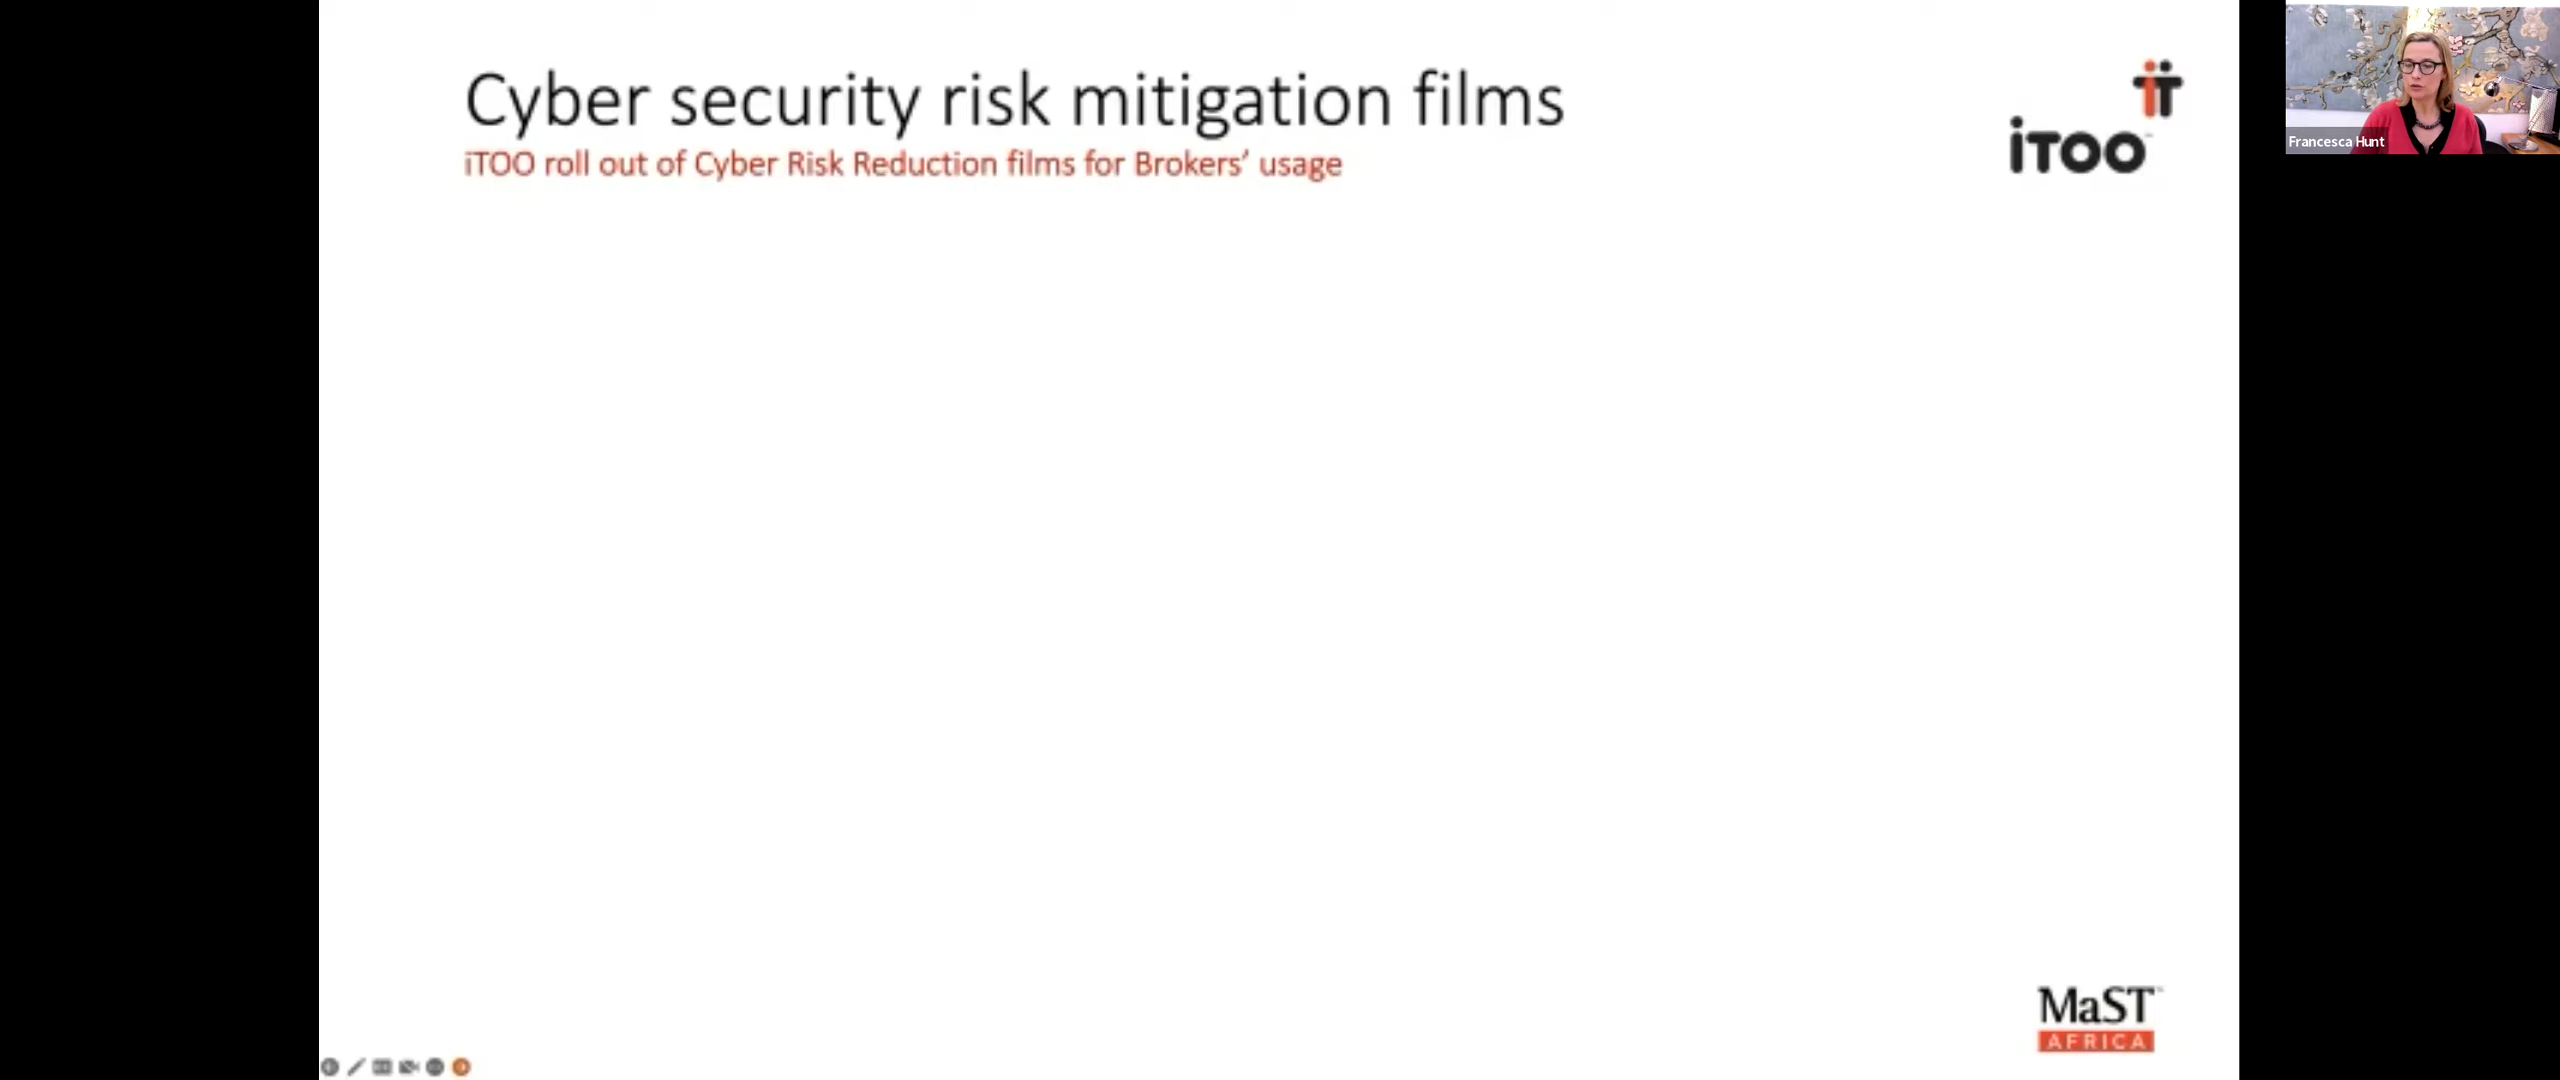 Cyber security risk mitigation films
iTOO roll out of Cyber Risk Reduction films for Brokers’ usage
iTOO
Francesca Hunt
MaST
AFRICA